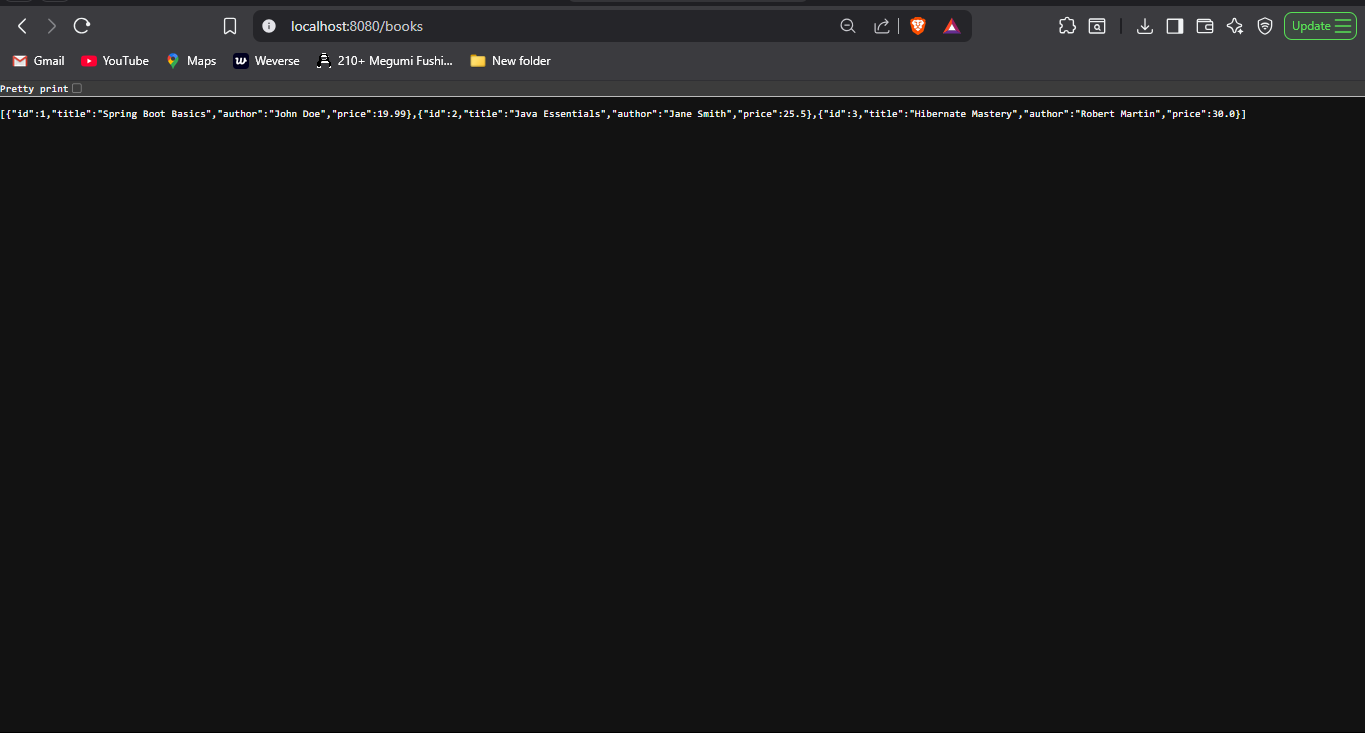 localhost:8080/books
Update
Gmail
YouTube
Maps
Weverse
210+ Megumi Fushi...
New folder
Pretty print
[{"id":1,"title":"Spring Boot Basics","author":"John Doe","price":19.99},{"id":2,"title":"Java Essentials","author":"Jane Smith","price":25.5},{"id":3,"title":"Hibernate Mastery","author":"Robert Martin","price":30.0}]